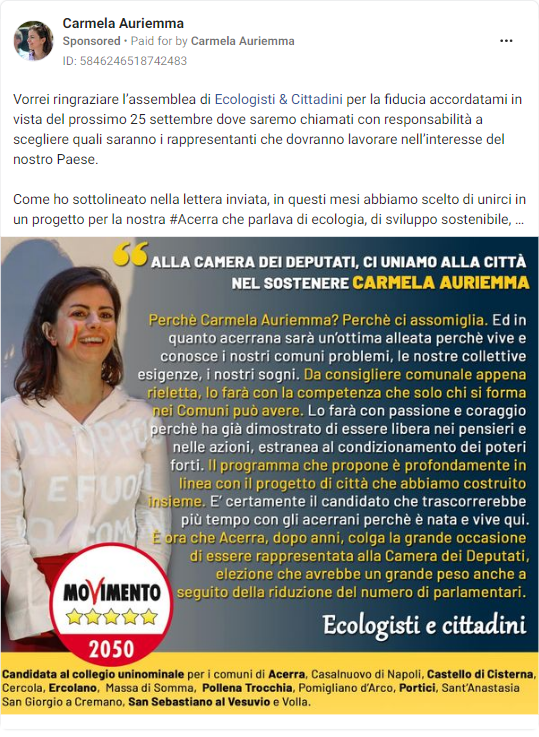 Carmela Auriemma
Sponsored • Paid for by Carmela Auriemma
ID: 5846246518742483
Vorrei ringraziare l'assemblea di Ecologisti & Cittadini per la fiducia accordatami in
vista del prossimo 25 settembre dove saremo chiamati con responsabilità a
scegliere quali saranno i rappresentanti che dovranno lavorare nell'interesse del
nostro Paese.
Come ho sottolineato nella lettera inviata, in questi mesi abbiamo scelto di unirci in
un progetto per la nostra #Acerra che parlava di ecologia, di sviluppo sostenibile, ...
“ ALLA CAMERA DEI DEPUTATI, CI UNIAMO ALLA CITTÀ
NEL SOSTENERE CARMELA AURIEMMA
Perchè Carmela Auriemma? Perchè ci assomiglia. Ed in
quanto acerrana sarà un'ottima alleata perchè vive e
conosce i nostri comuni problemi, le nostre collettive
esigenze, i nostri sogni. Da consigliere comunale appena
rieletta, lo farà con la competenza che solo chi si forma
nei Comuni può avere. Lo farà con passione e coraggio
perchè ha già dimostrato di essere libera nei pensieri e
nelle azioni, estranea al condizionamento dei poteri
forti. Il programma che propone è profondamente in
linea con il progetto di città che abbiamo costruito
insieme. E' certamente il candidato che trascorrerebbe
più tempo con gli acerrani perchè è nata e vive qui.
È ora che Acerra, dopo anni, colga la grande occasione
di essere rappresentata alla Camera dei Deputati,
elezione che avrebbe un grande peso anche a
seguito della riduzione del numero di parlamentari.
Ecologisti e cittadini
E FUO
MOVIMENTO
2050
Candidata al collegio uninominale per i comuni di Acerra, Casalnuovo di Napoli, Castello di Cisterna,
Cercola, Ercolano, Massa di Somma, Pollena Trocchia, Pomigliano d'Arco, Portici, Sant'Anastasia
San Giorgio a Cremano, San Sebastiano al Vesuvio e Volla.